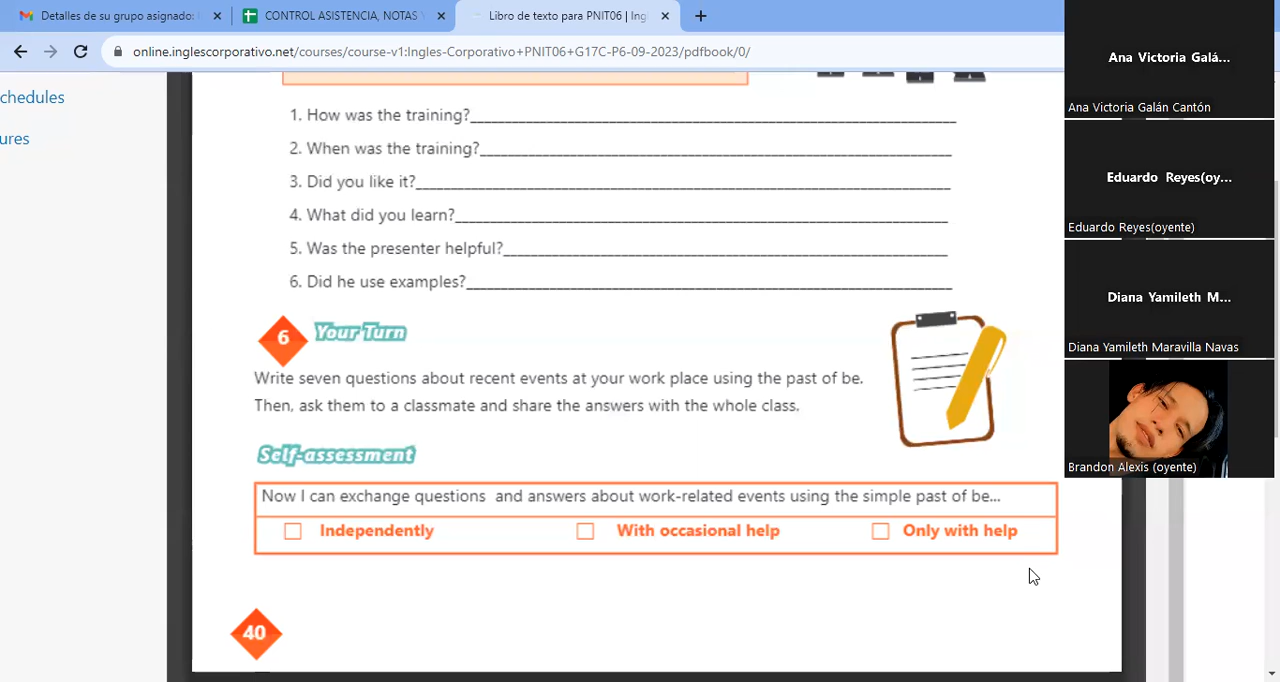 Detalles de su grupo asignado:
CONTROL ASISTENCIA, NOTAS Y
Libro de texto para PNIT06 | Ingl
online.inglescorporativo.net/courses/course-v1:Ingles-Corporativo+PNIT06+G17C-P6-09-2023/pdfbook/0/
chedules
ures
1. How was the training?
2. When was the training?
3. Did you like it?
4. What did you learn?
5. Was the presenter helpful?
6. Did he use examples?
6 Your Turn
Write seven questions about recent events at your work place using the past of be.
Then, ask them to a classmate and share the answers with the whole class.
Self-assessment
Now I can exchange questions and answers about work-related events using the simple past of be...
Independently With occasional help Only with help
40
Ana Victoria Galá...
Ana Victoria Galán Cantón
Eduardo Reyes(oy...
Eduardo Reyes(oyente)
Diana Yamileth M...
Diana Yamileth Maravilla Navas
Brandon Alexis (oyente)